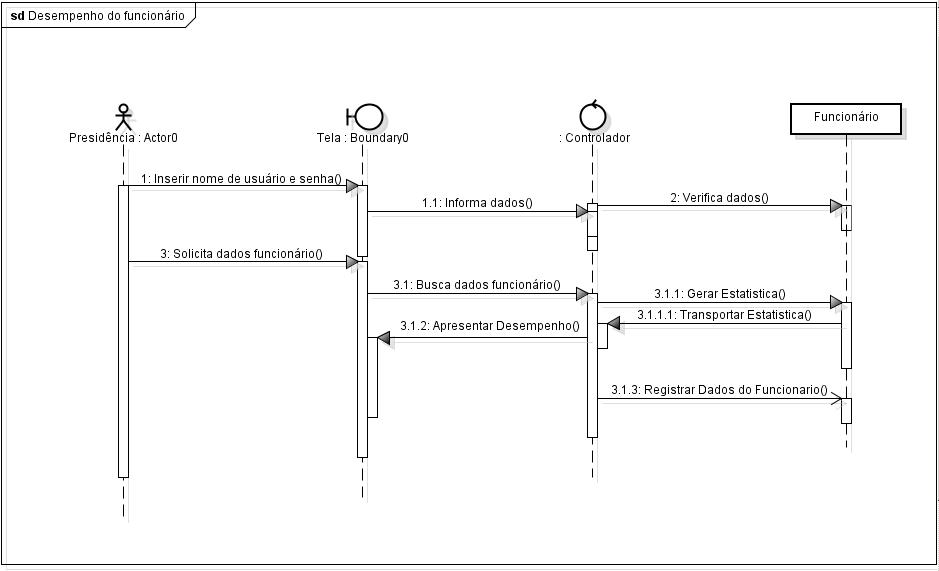 sd Desempenho do funcionário
Presidência : Actor0
Tela : Boundary0
: Controlador
Funcionário
1: Inserir nome de usuário e senha()
1.1: Informa dados()
2: Verifica dados()
3: Solicita dados funcionário()
3.1: Busca dados funcionário()
3.1.1: Gerar Estatistica()
3.1.1.1: Transportar Estatistica()
3.1.2: Apresentar Desempenho()
3.1.3: Registrar Dados do Funcionario()